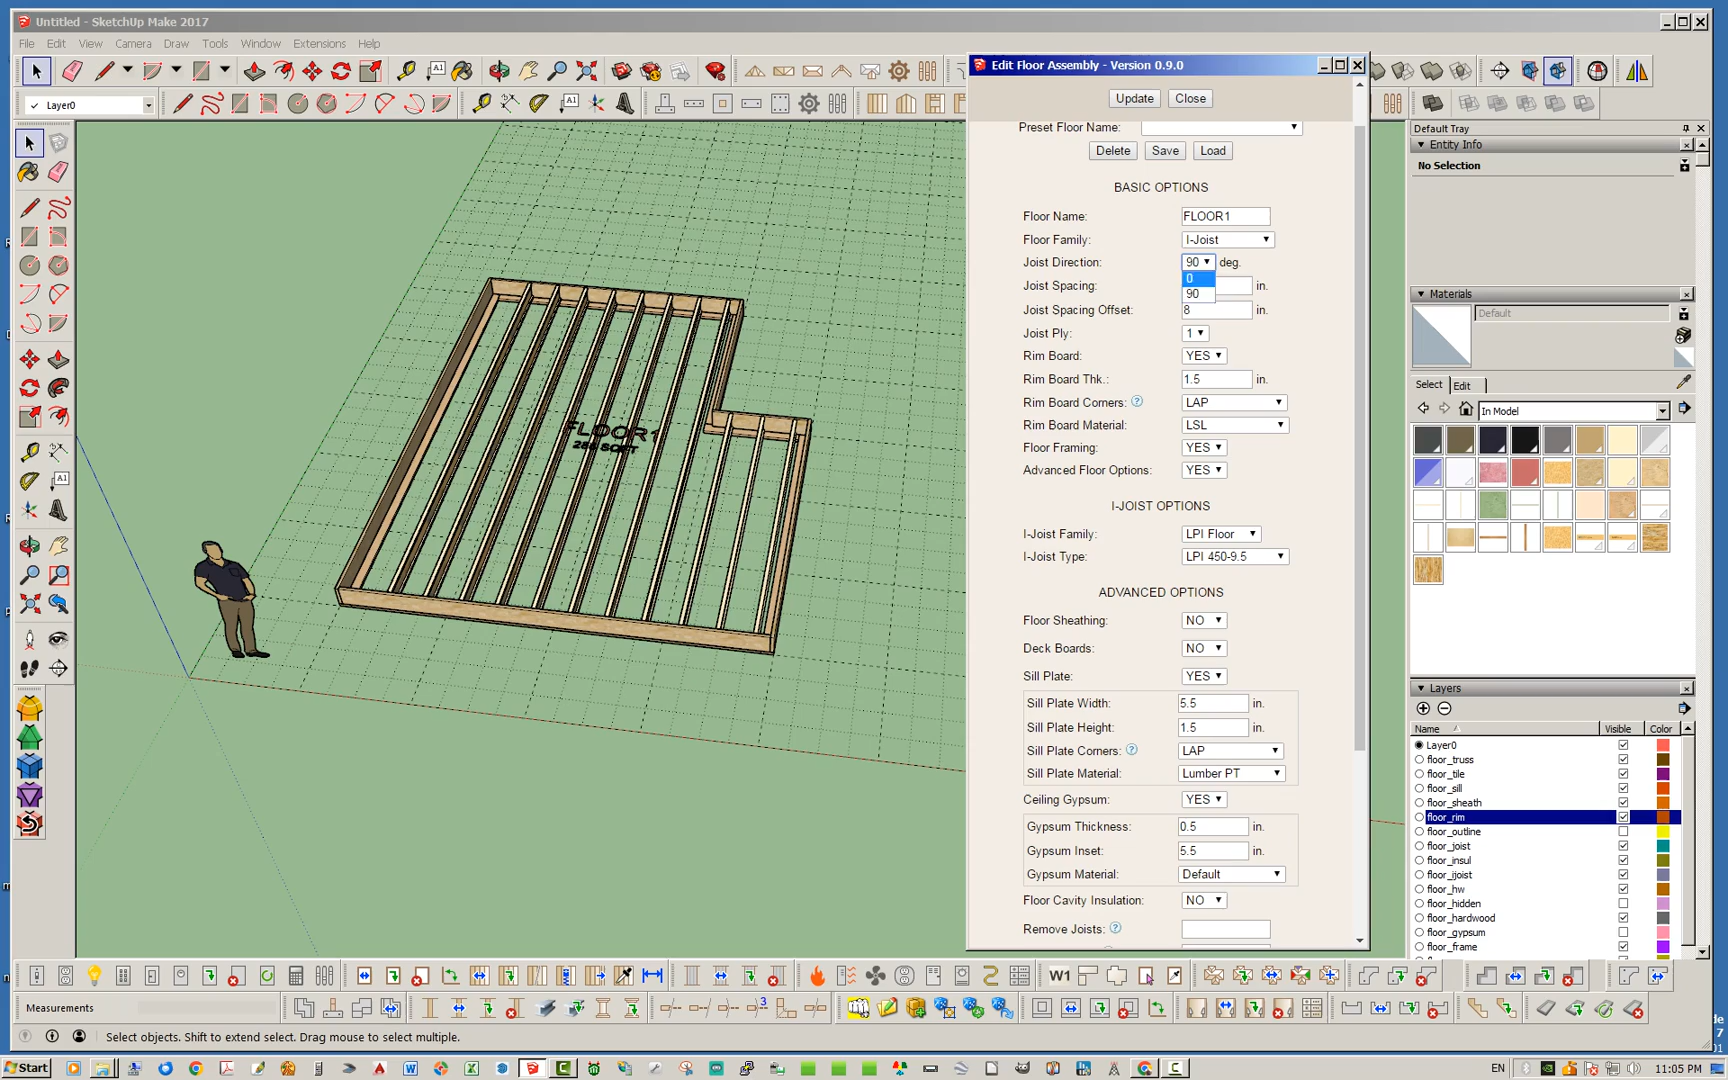 Untitled - SketchUp Make 2017
File Edit View Camera Draw Tools Window Extensions Help
Layer0
FLOOR1
288 SQFT
Edit Floor Assembly - Version 0.9.0
Update Close
Preset Floor Name:
Delete Save Load
BASIC OPTIONS
Floor Name: FLOOR1
Floor Family: I-Joist
Joist Direction: 90 deg.
0
90
Joist Spacing: in.
Joist Spacing Offset: 8 in.
Joist Ply: 1
Rim Board: YES
Rim Board Thk.: 1.5 in.
Rim Board Corners: ? LAP
Rim Board Material: LSL
Floor Framing: YES
Advanced Floor Options: YES
I-JOIST OPTIONS
I-Joist Family: LPI Floor
I-Joist Type: LPI 450-9.5
ADVANCED OPTIONS
Floor Sheathing: NO
Deck Boards: NO
Sill Plate: YES
Sill Plate Width: 5.5 in.
Sill Plate Height: 1.5 in.
Sill Plate Corners: ? LAP
Sill Plate Material: Lumber PT
Ceiling Gypsum: YES
Gypsum Thickness: 0.5 in.
Gypsum Inset: 5.5 in.
Gypsum Material: Default
Floor Cavity Insulation: NO
Remove Joists: ?
Default Tray
Entity Info
No Selection
Materials
Default
Select Edit
In Model
Layers
Name Visible Color
Layer0
floor_truss
floor_tile
floor_sill
floor_sheath
floor_rim
floor_outline
floor_joist
floor_insul
floor_ijoist
floor_hw
floor_hidden
floor_hardwood
floor_gypsum
floor_frame
W1
Measurements
Select objects. Shift to extend select. Drag mouse to select multiple.
Start
EN
11:05 PM